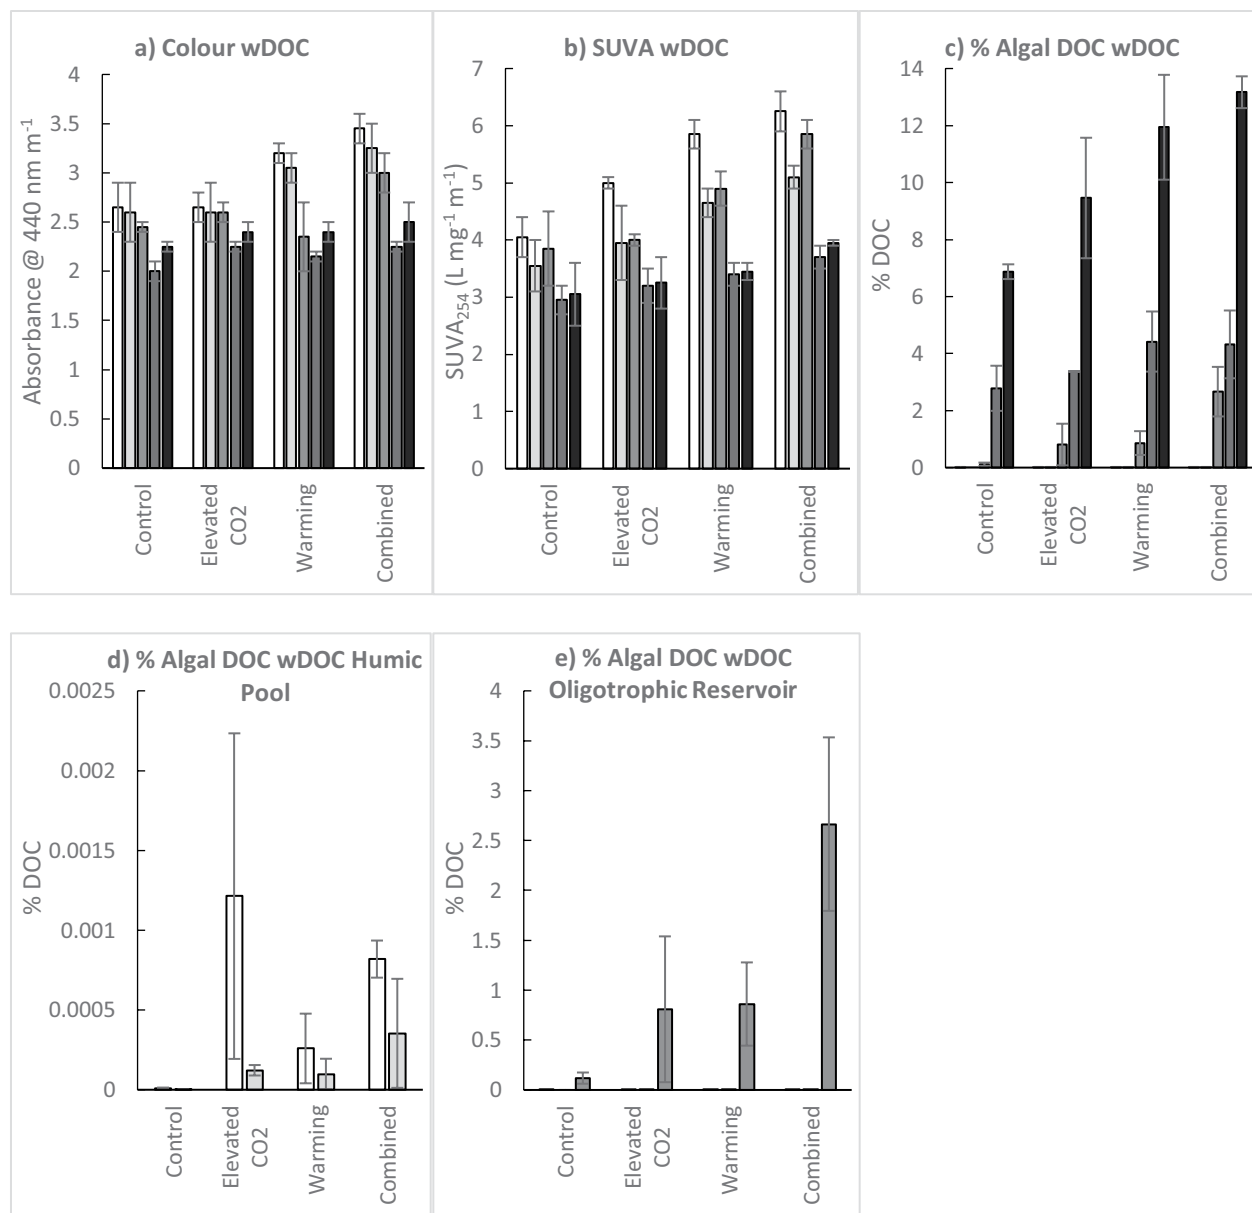 a) Colour wDOC
Absorbance @ 440 nm m-1
4
3.5
3
2.5
2
1.5
1
0.5
0
Control
Elevated
CO2
Warming
Combined
b) SUVA wDOC
SUVA254 (L mg-1 m-1)
7
6
5
4
3
2
1
0
Control
Elevated
CO2
Warming
Combined
c) % Algal DOC wDOC
% DOC
14
12
10
8
6
4
2
0
Control
Elevated
CO2
Warming
Combined
d) % Algal DOC wDOC Humic
Pool
% DOC
0.0025
0.002
0.0015
0.001
0.0005
0
Control
Elevated
CO2
Warming
Combined
e) % Algal DOC wDOC
Oligotrophic Reservoir
% DOC
4
3.5
3
2.5
2
1.5
1
0.5
0
Control
Elevated
CO2
Warming
Combined